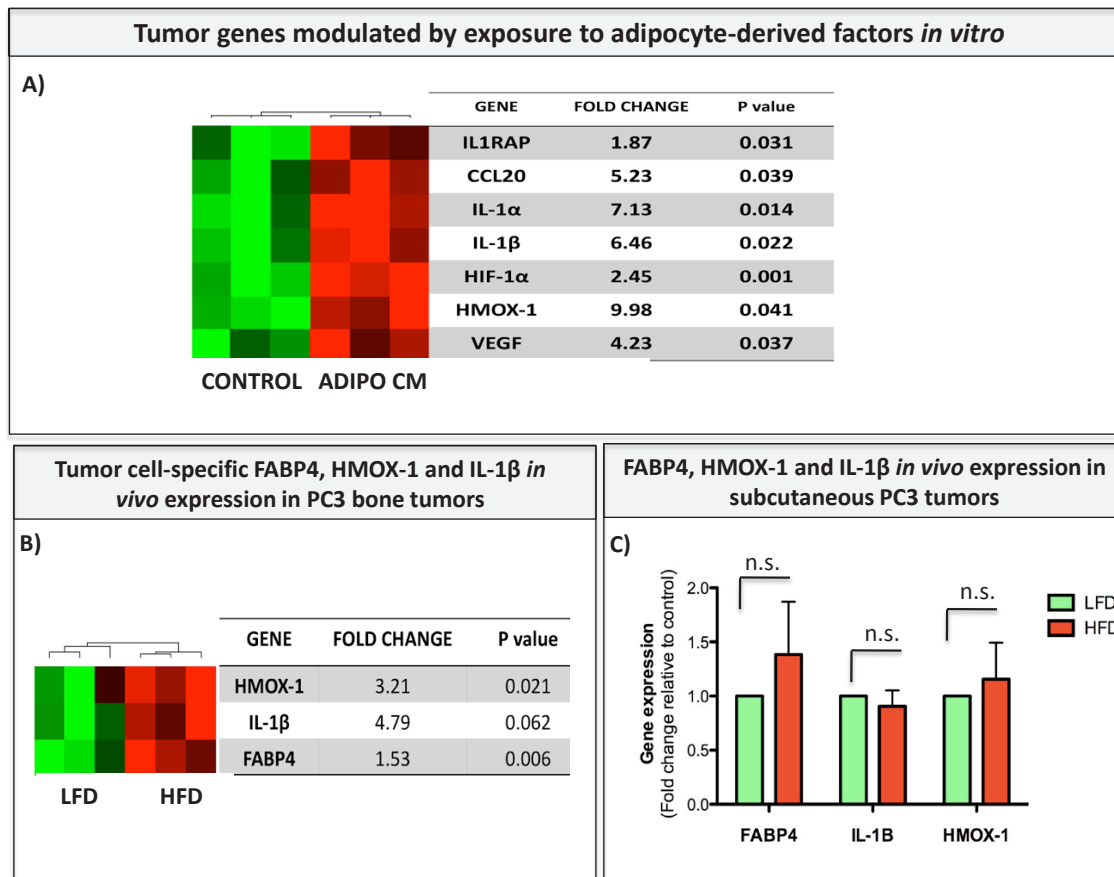 Tumor genes modulated by exposure to adipocyte-derived factors in vitro
A)
GENE FOLD CHANGE P value
IL1RAP 1.87 0.031
CCL20 5.23 0.039
IL-1α 7.13 0.014
IL-1β 6.46 0.022
HIF-1α 2.45 0.001
HMOX-1 9.98 0.041
VEGF 4.23 0.037
CONTROL ADIPO CM
Tumor cell-specific FABP4, HMOX-1 and IL-1β in
vivo expression in PC3 bone tumors
B)
GENE FOLD CHANGE P value
HMOX-1 3.21 0.021
IL-1β 4.79 0.062
FABP4 1.53 0.006
LFD HFD
FABP4, HMOX-1 and IL-1β in vivo expression in
subcutaneous PC3 tumors
C)
Gene expression
(Fold change relative to control)
2.0
1.5
1.0
0.5
0.0
n.s.
n.s.
n.s.
LFD
HFD
FABP4 IL-1B HMOX-1